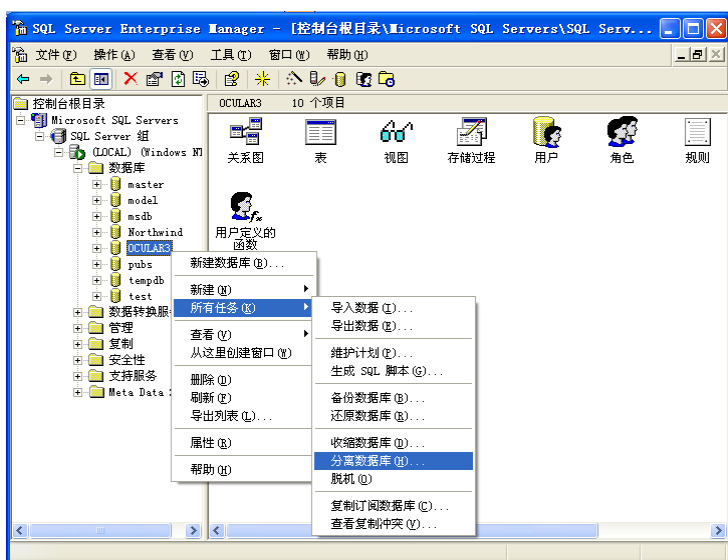 SQL Server Enterprise Manager - [控制台根目录\Microsoft SQL Servers\SQL Serv...
文件(F) 操作(A) 查看(V) 工具(T) 窗口(W) 帮助(H)
控制台根目录
Microsoft SQL Servers
SQL Server 组
(LOCAL) (Windows NT
数据库
master
model
msdb
Northwind
OCULAR3
pubs
tempdb
test
数据转换服
管理
复制
安全性
支持服务
Meta Data
OCULAR3 10 个项目
关系图 表 视图 存储过程 用户 角色 规则
用户定义的
函数
新建数据库(B)...
新建(N)
所有任务(K)
查看(V)
从这里创建窗口(W)
删除(D)
刷新(F)
导出列表(L)...
属性(R)
帮助(H)
导入数据(I)...
导出数据(E)...
维护计划(P)...
生成 SQL 脚本(G)...
备份数据库(B)...
还原数据库(R)...
收缩数据库(D)...
分离数据库(H)...
脱机(O)
复制订阅数据库(C)...
查看复制冲突(V)...